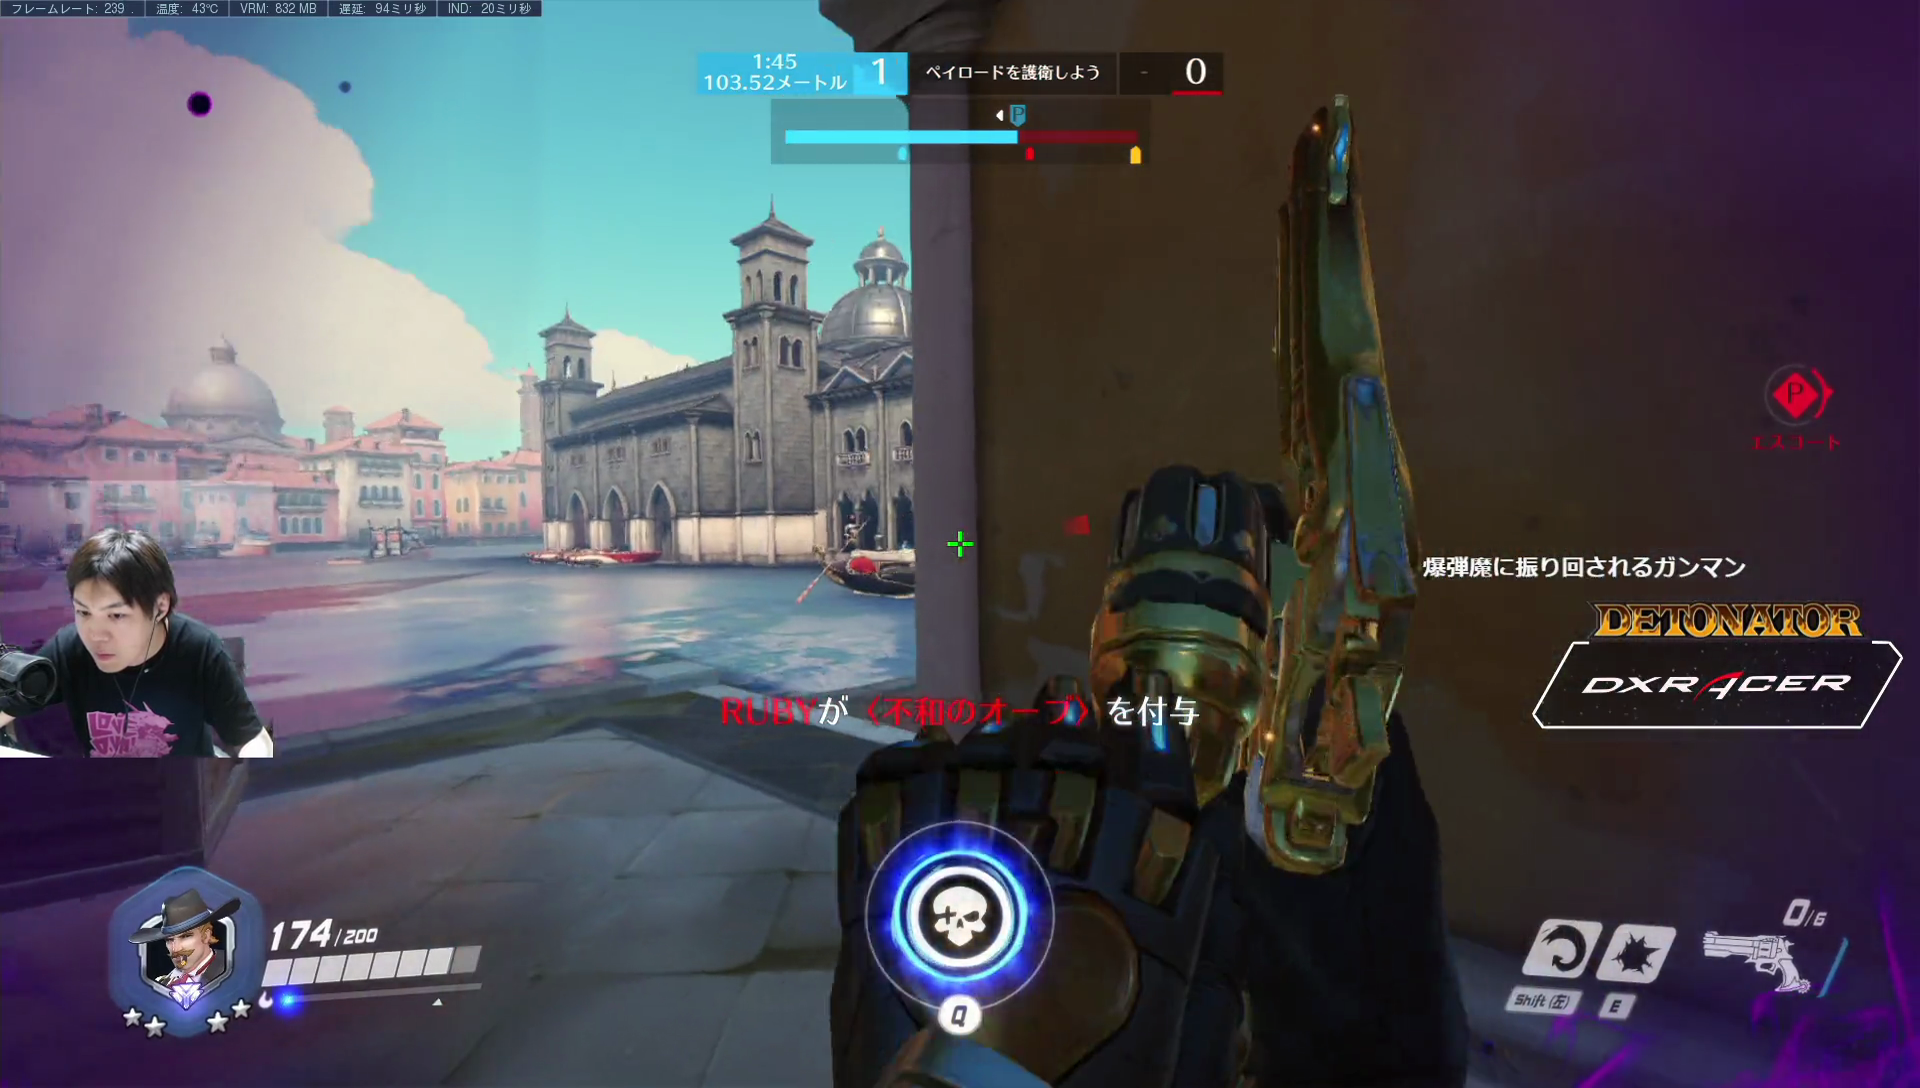 フレームレート: 239 . 温度: 43℃ VRM: 832 MB 遅延: 94ミリ秒 IND: 20ミリ秒
1:45
103.52メートル
1
ペイロードを護衛しよう
-
0
P
P
エスコート
爆弾魔に振り回されるガンマン
DETONATOR
DXRACER
RUBYが〈不和のオーブ〉を付与
174/200
Q
0/6
Shift (左)
E